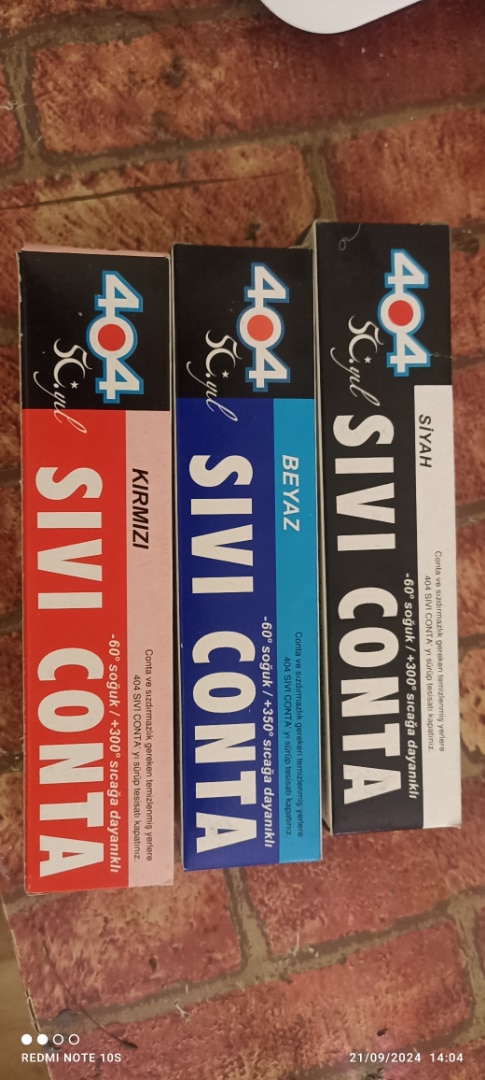 404
50.yıl
SİYAH
SIVI CONTA
Conta ve sızdırmazlık gereken temizlenmiş yerlere
404 SIVI CONTA' yı sürüp tesisatı kapatınız.
-60° soğuk / +300° sıcağa dayanıklı
404
50.yıl
BEYAZ
SIVI CONTA
Conta ve sızdırmazlık gereken temizlenmiş yerlere
404 SIVI CONTA' yı sürüp tesisatı kapatınız.
-60° soğuk / +350° sıcağa dayanıklı
404
50.yıl
KIRMIZI
SIVI CONTA
Conta ve sızdırmazlık gereken temizlenmiş yerlere
404 SIVI CONTA' yı sürüp tesisatı kapatınız.
-60° soğuk / +300° sıcağa dayanıklı
REDMI NOTE 10S
21/09/2024 14:04